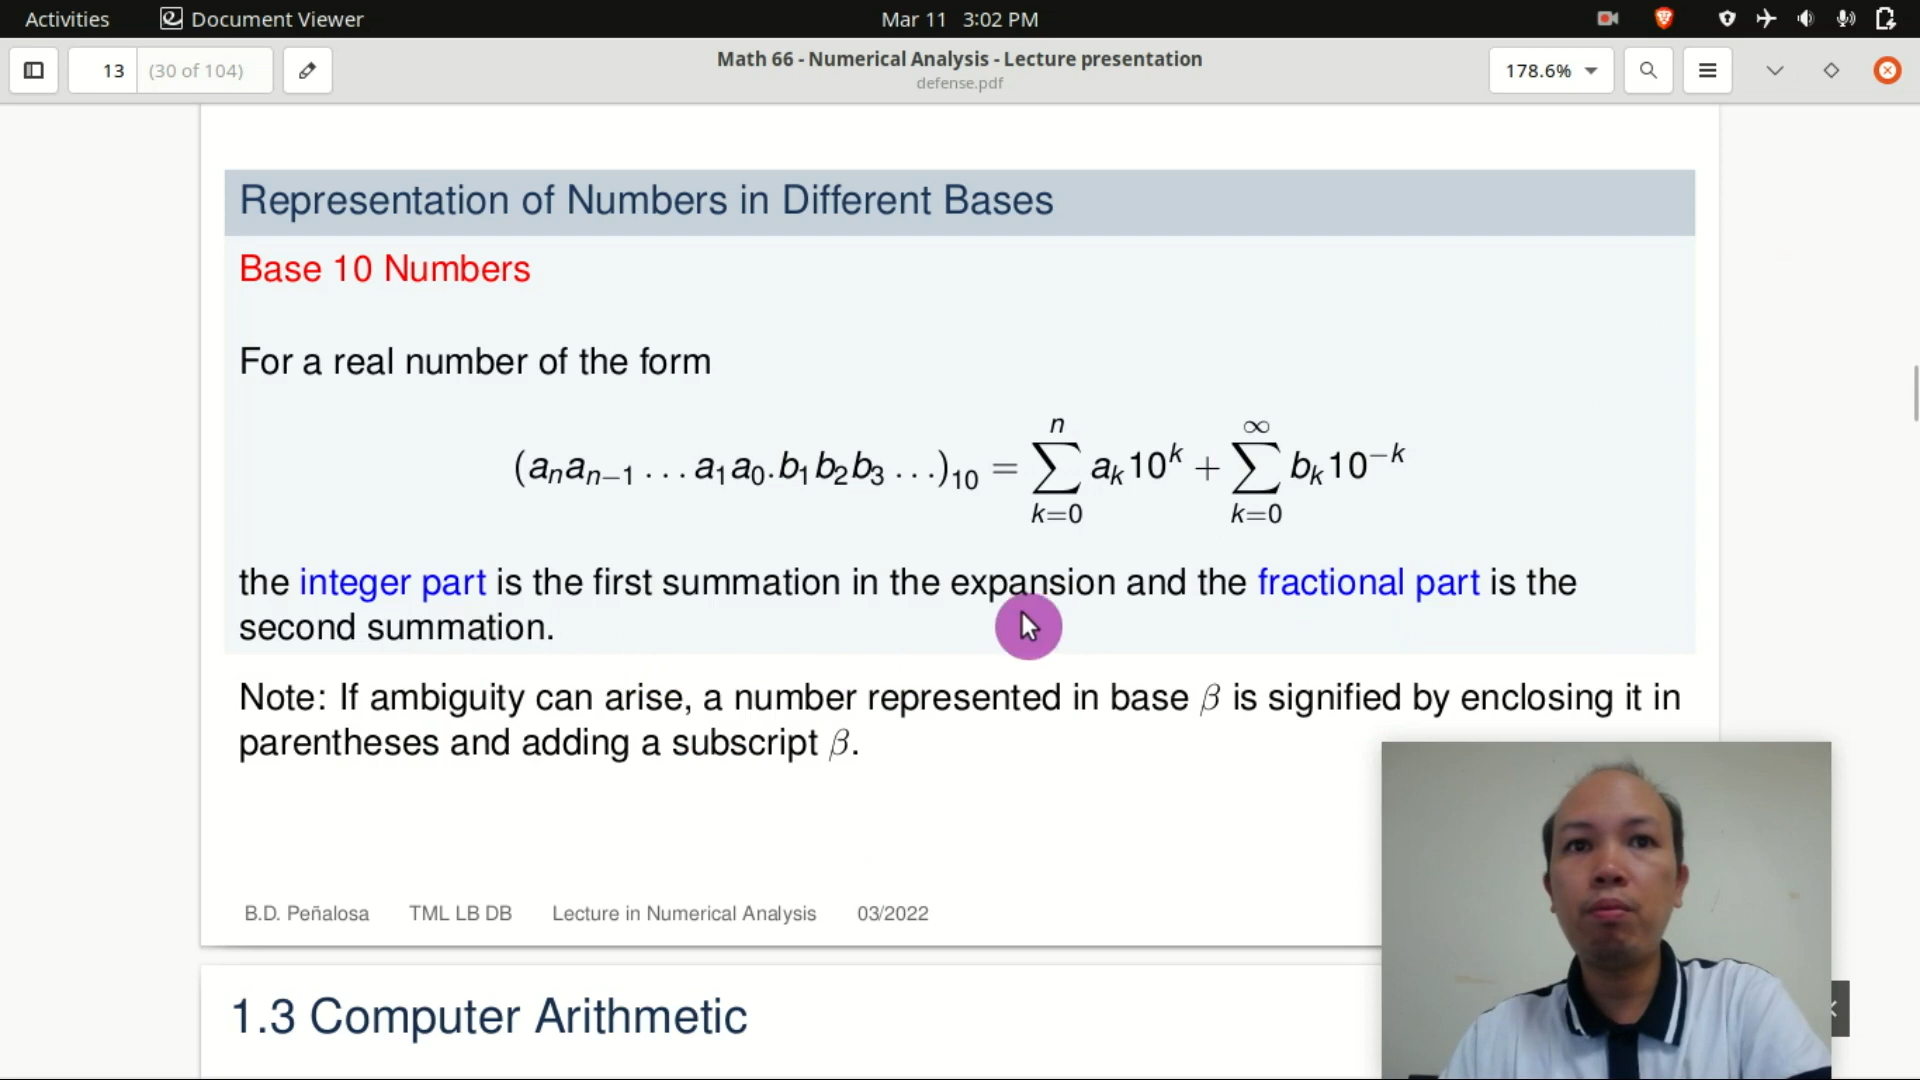 Activities Document Viewer Mar 11 3:02 PM
13 (30 of 104) Math 66 - Numerical Analysis - Lecture presentation 178.6%
defense.pdf
Representation of Numbers in Different Bases
Base 10 Numbers
For a real number of the form
(aₙaₙ₋₁ … a₁a₀.b₁b₂b₃ …)₁₀ = ∑_{k=0}^{n} aₖ10ᵏ + ∑_{k=0}^{∞} bₖ10⁻ᵏ
the integer part is the first summation in the expansion and the fractional part is the
second summation.
Note: If ambiguity can arise, a number represented in base β is signified by enclosing it in
parentheses and adding a subscript β.
B.D. Peñalosa TML LB DB Lecture in Numerical Analysis 03/2022
1.3 Computer Arithmetic